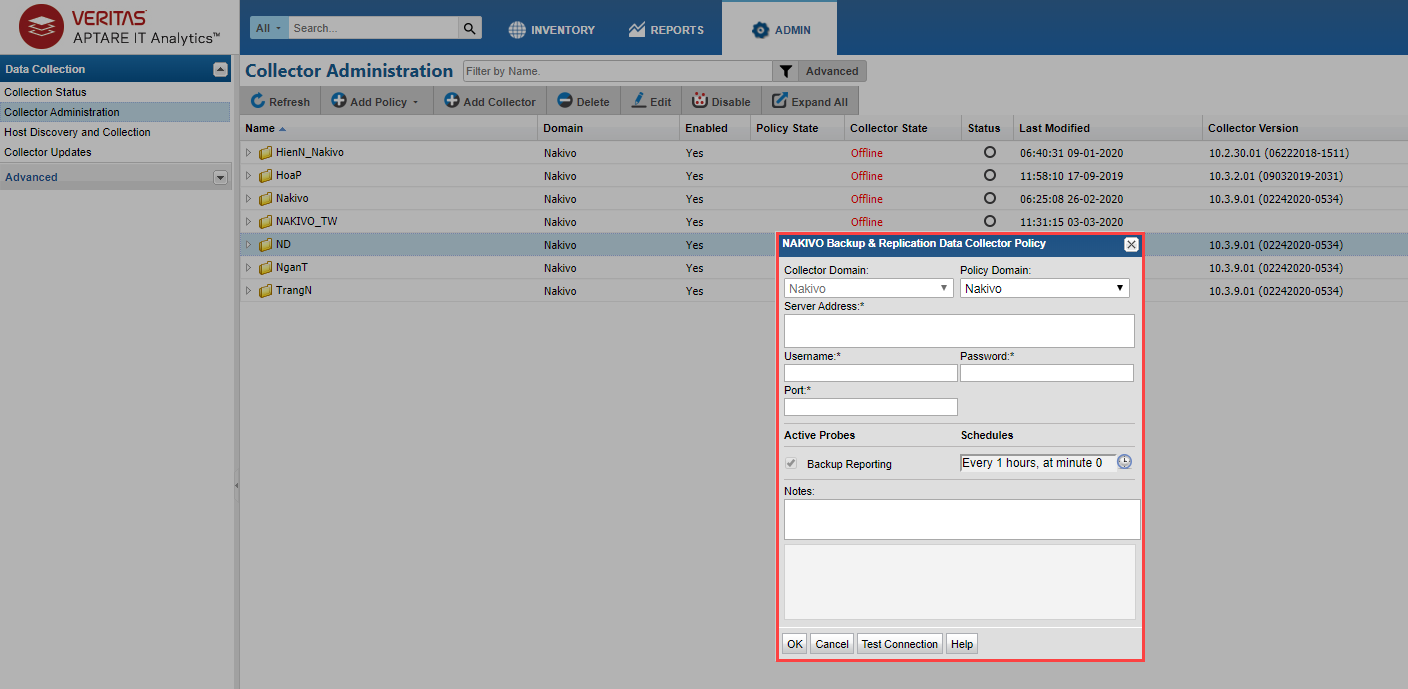 VERITAS
APTARE IT Analytics™
All
Search...
INVENTORY
REPORTS
ADMIN
Data Collection
Collection Status
Collector Administration
Host Discovery and Collection
Collector Updates
Advanced
Collector Administration
Filter by Name.
Advanced
Refresh
Add Policy
Add Collector
Delete
Edit
Disable
Expand All
Name Domain Enabled Policy State Collector State Status Last Modified Collector Version
HienN_Nakivo Nakivo Yes Offline 06:40:31 09-01-2020 10.2.30.01 (06222018-1511)
HoaP Nakivo Yes Offline 11:58:10 17-09-2019 10.3.2.01 (09032019-2031)
Nakivo Nakivo Yes Offline 06:25:08 26-02-2020 10.3.9.01 (02242020-0534)
NAKIVO_TW Nakivo Yes Offline 11:31:15 03-03-2020
ND Nakivo Yes 10.3.9.01 (02242020-0534)
NganT Nakivo Yes 10.3.9.01 (02242020-0534)
TrangN Nakivo Yes 10.3.9.01 (02242020-0534)
NAKIVO Backup & Replication Data Collector Policy
Collector Domain: Policy Domain:
Nakivo Nakivo
Server Address:*
Username:* Password:*
Port:*
Active Probes Schedules
Backup Reporting Every 1 hours, at minute 0
Notes:
OK Cancel Test Connection Help